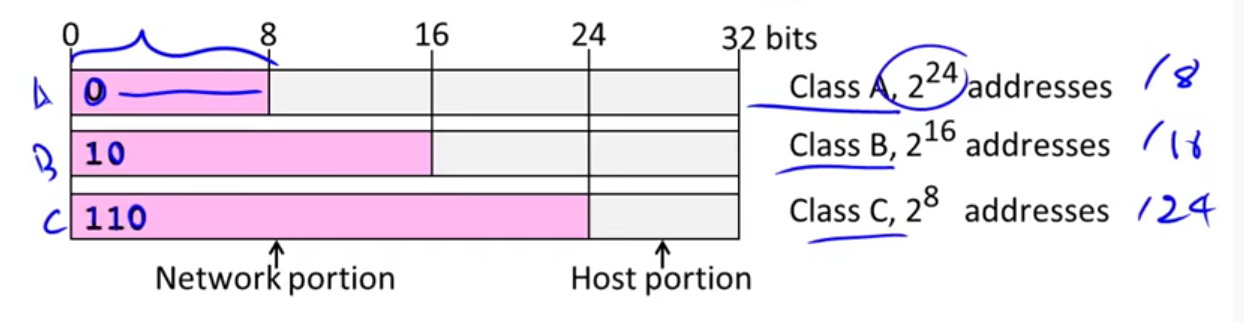 0 8 16 24 32 bits
A 0 Class A, 2^24 addresses /8
B 10 Class B, 2^16 addresses /16
C 110 Class C, 2^8 addresses /24
Network portion Host portion